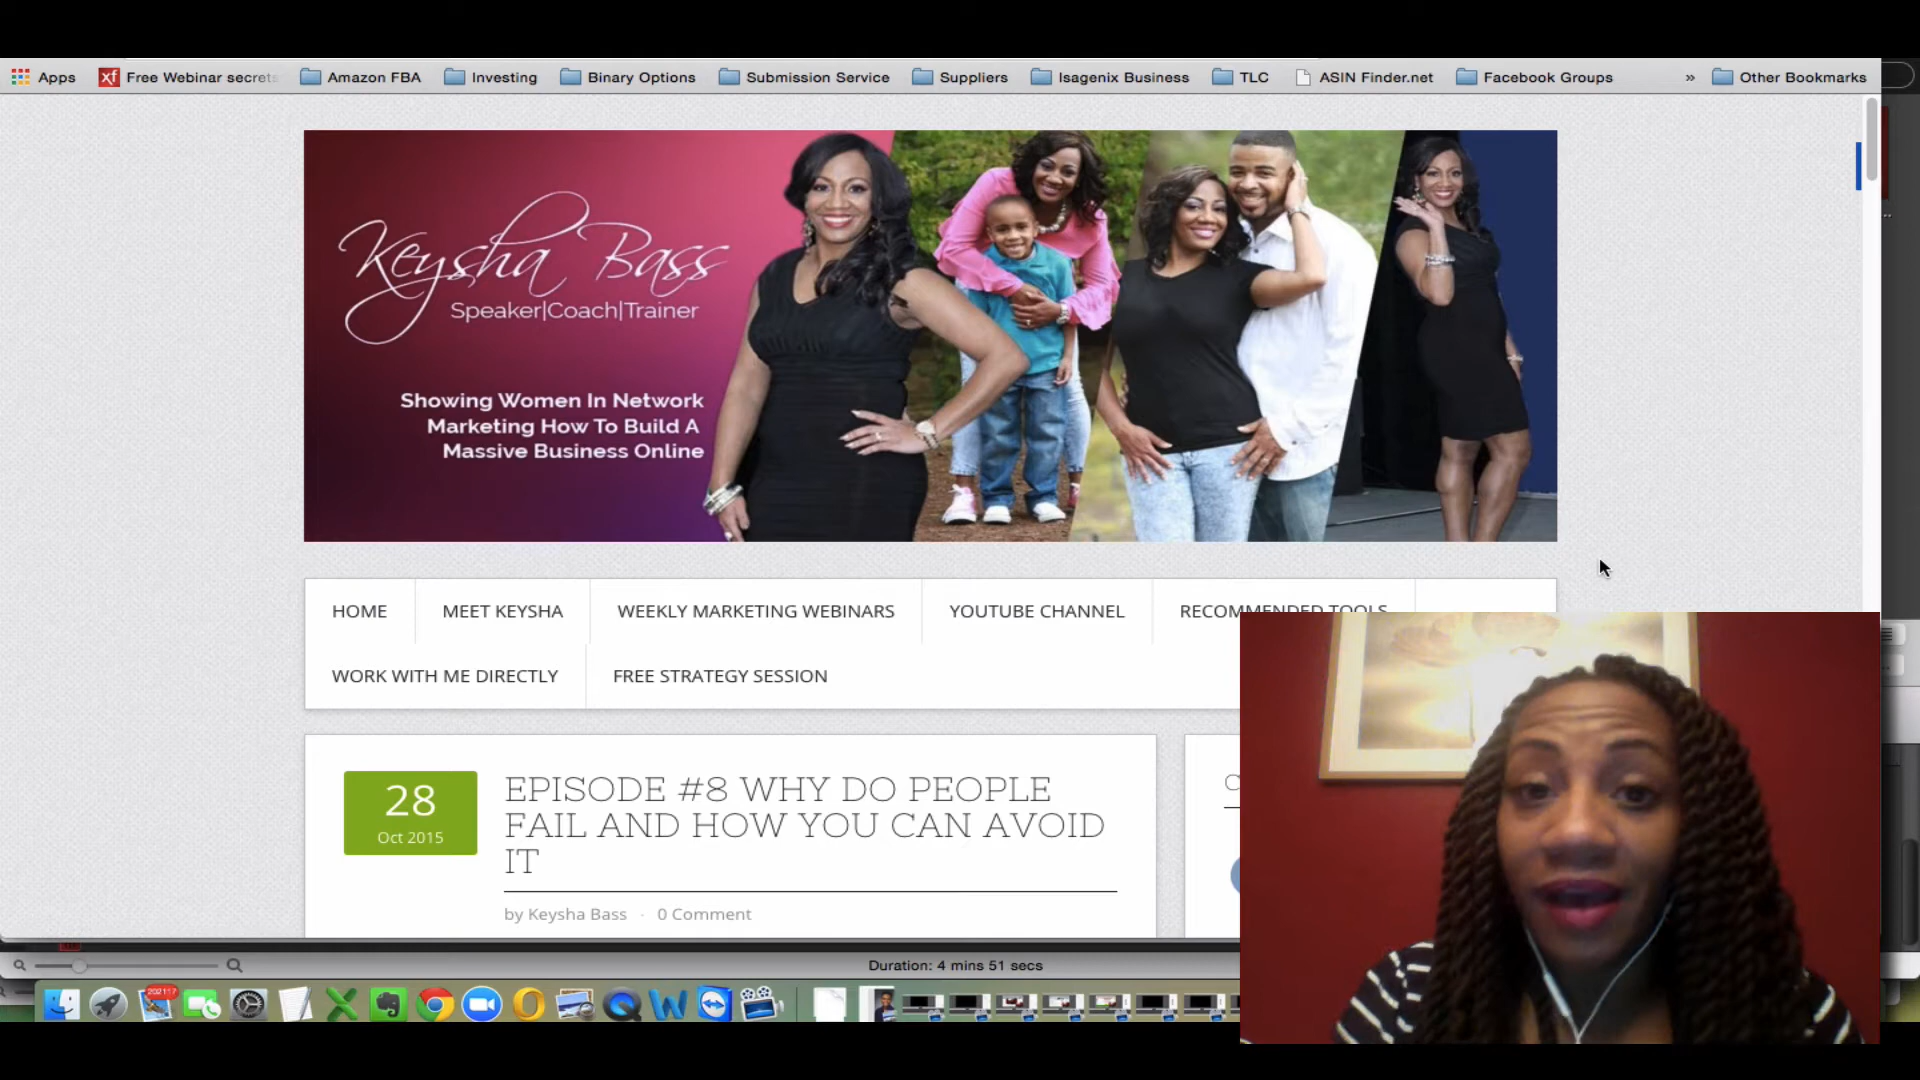 Apps
Free Webinar secrets
Amazon FBA
Investing
Binary Options
Submission Service
Suppliers
Isagenix Business
TLC
ASIN Finder.net
Facebook Groups
»
Other Bookmarks
Keysha Bass
Speaker|Coach|Trainer
Showing Women In Network
Marketing How To Build A
Massive Business Online
HOME
MEET KEYSHA
WEEKLY MARKETING WEBINARS
YOUTUBE CHANNEL
RECOMMENDED TOOLS
WORK WITH ME DIRECTLY
FREE STRATEGY SESSION
28
Oct 2015
EPISODE #8 WHY DO PEOPLE
FAIL AND HOW YOU CAN AVOID
IT
by Keysha Bass · 0 Comment
Duration: 4 mins 51 secs